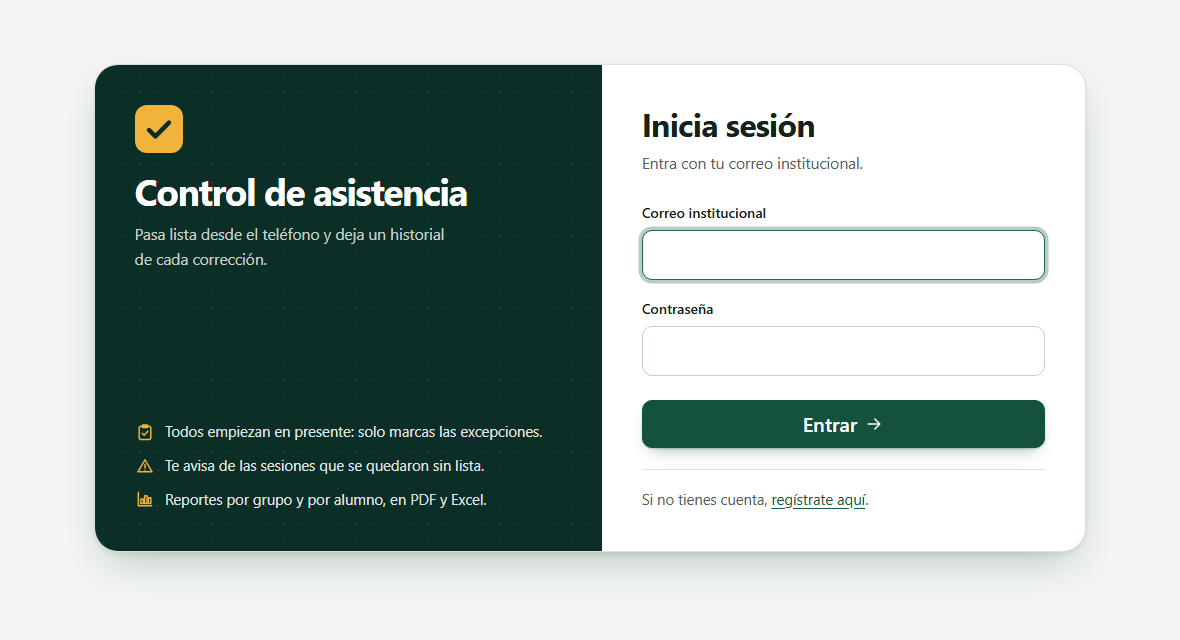 Control de asistencia
Pasa lista desde el teléfono y deja un historial
de cada corrección.
Todos empiezan en presente: solo marcas las excepciones.
Te avisa de las sesiones que se quedaron sin lista.
Reportes por grupo y por alumno, en PDF y Excel.
Inicia sesión
Entra con tu correo institucional.
Correo institucional
Contraseña
Entrar →
Si no tienes cuenta, regístrate aquí.